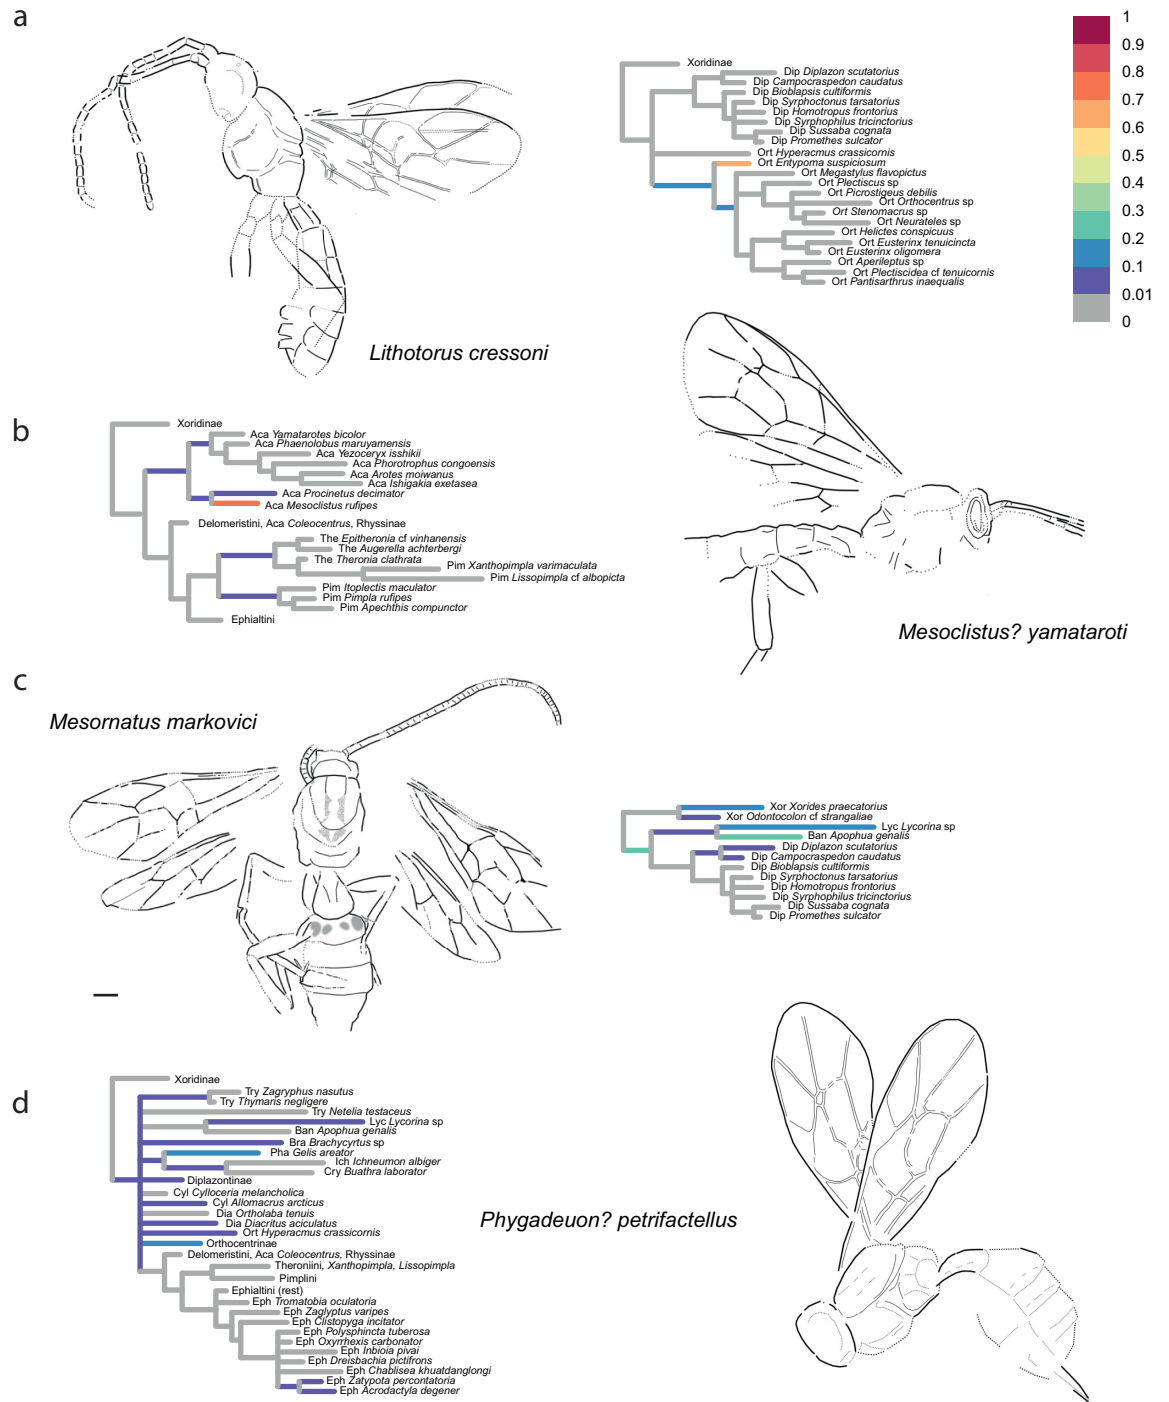 a
Xoridinae
Dip Diplazon scutatorius
Dip Campocraspedon caudatus
Dip Bioblapsis cultiformis
Dip Syrphoctonus tarsatorius
Dip Homotropus frontorius
Dip Syrphophilus tricinctorius
Dip Sussaba cognata
Dip Promethes sulcator
Ort Hyperacmus crassicornis
Ort Entypoma suspiciosum
Ort Megastylus flavopictus
Ort Plectiscus sp
Ort Picrostigeus debilis
Ort Orthocentrus sp
Ort Stenomacrus sp
Ort Neurateles sp
Ort Helictes conspicuus
Ort Eusterinx tenuicincta
Ort Eusterinx oligomera
Ort Aperileptus sp
Ort Plectiscidea cf tenuicornis
Ort Pantisarthrus inaequalis
1
0.9
0.8
0.7
0.6
0.5
0.4
0.3
0.2
0.1
0.01
0
Lithotorus cressoni
b
Xoridinae
Aca Yamatarotes bicolor
Aca Phaenolobus maruyamensis
Aca Yezoceryx isshikii
Aca Phorotrophus congoensis
Aca Arotes moiwanus
Aca Ishigakia exetasea
Aca Procinetus decimator
Aca Mesoclistus rufipes
Delomeristini, Aca Coleocentrus, Rhyssinae
The Epitheronia cf vinhanensis
The Augerella achterbergi
The Theronia clathrata
Pim Xanthopimpla varimaculata
Pim Lissopimpla cf albopicta
Pim Itoplectis maculator
Pim Pimpla rufipes
Pim Apechthis compunctor
Ephialtini
Mesoclistus? yamataroti
c
Mesornatus markovici
Xor Xorides praecatorius
Xor Odontocolon cf strangaliae
Lyc Lycorina sp
Ban Apophua genalis
Dip Diplazon scutatorius
Dip Campocraspedon caudatus
Dip Bioblapsis cultiformis
Dip Syrphoctonus tarsatorius
Dip Homotropus frontorius
Dip Syrphophilus tricinctorius
Dip Sussaba cognata
Dip Promethes sulcator
d
Xoridinae
Try Zagryphus nasutus
Try Thymaris negligere
Try Netelia testaceus
Lyc Lycorina sp
Ban Apophua genalis
Bra Brachycyrtus sp
Pha Gelis areator
Ich Ichneumon albiger
Cry Buathra laborator
Diplazontinae
Cyl Cylloceria melancholica
Cyl Allomacrus arcticus
Dia Ortholaba tenuis
Dia Diacritus aciculatus
Ort Hyperacmus crassicornis
Orthocentrinae
Delomeristini, Aca Coleocentrus, Rhyssinae
Theroniini, Xanthopimpla, Lissopimpla
Pimplini
Ephialtini (rest)
Eph Tromatobia oculatoria
Eph Zaglyptus varipes
Eph Clistopyga incitator
Eph Polysphincta tuberosa
Eph Oxyrrhexis carbonator
Eph Inbioia pivai
Eph Dreisbachia pictifrons
Eph Chablisea khuatdanglongi
Eph Zatypota percontatoria
Eph Acrodactyla degener
Phygadeuon? petrifactellus